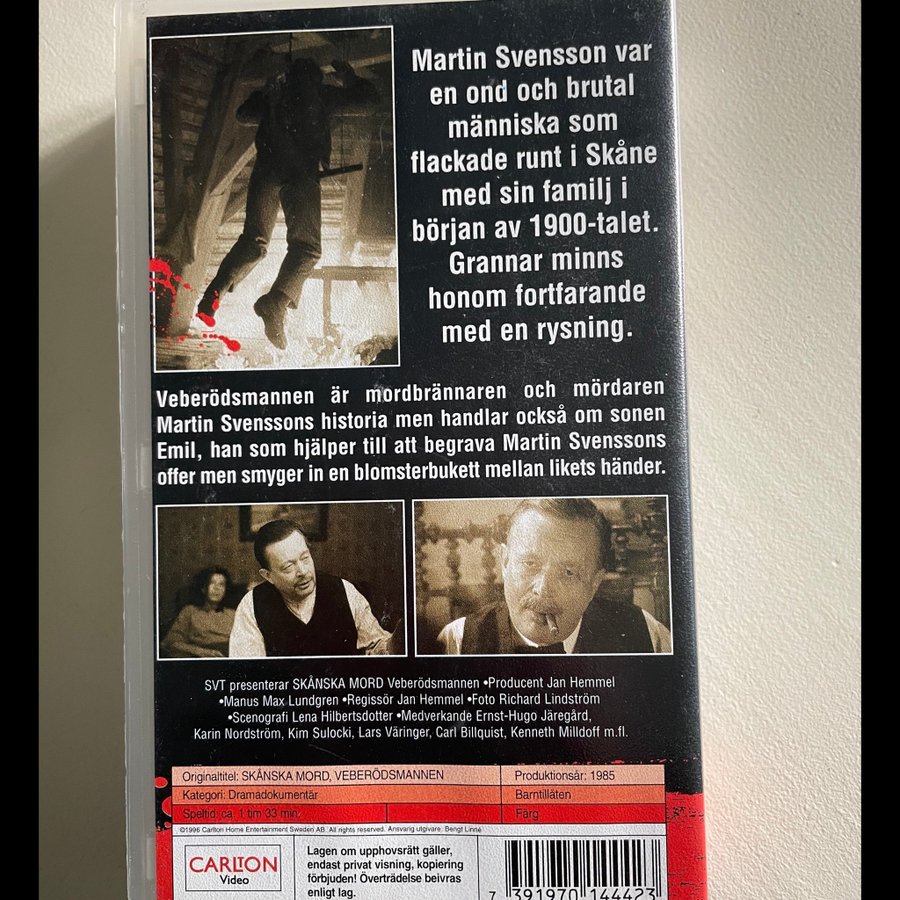 Martin Svensson var
en ond och brutal
människa som
flackade runt i Skåne
med sin familj i
början av 1900-talet.
Grannar minns
honom fortfarande
med en rysning.
Veberödsmannen är mordbrännaren och mördaren
Martin Svenssons historia men handlar också om sonen
Emil, han som hjälper till att begrava Martin Svenssons
offer men smyger in en blomsterbukett mellan likets händer.
SVT presenterar SKÅNSKA MORD Veberödsmannen •Producent Jan Hemmel
•Manus Max Lundgren •Regissör Jan Hemmel •Foto Richard Lindström
•Scenografi Lena Hilbertsdotter •Medverkande Ernst-Hugo Järegård,
Karin Nordström, Kim Sulocki, Lars Väringer, Carl Billquist, Kenneth Milldoff m.fl.
Originaltitel: SKÅNSKA MORD, VEBERÖDSMANNEN
Produktionsår: 1985
Kategori: Dramadokumentär
Barntillåten
Speltid: ca. 1 tim 33 min.
Färg
©1996 Carlton Home Entertainment Sweden AB. All rights reserved. Ansvarig utgivare: Bengt Linné
CARLTON
Video
Lagen om upphovsrätt gäller,
endast privat visning, kopiering
förbjuden! Överträdelse beivras
enligt lag.
7 391970 144423